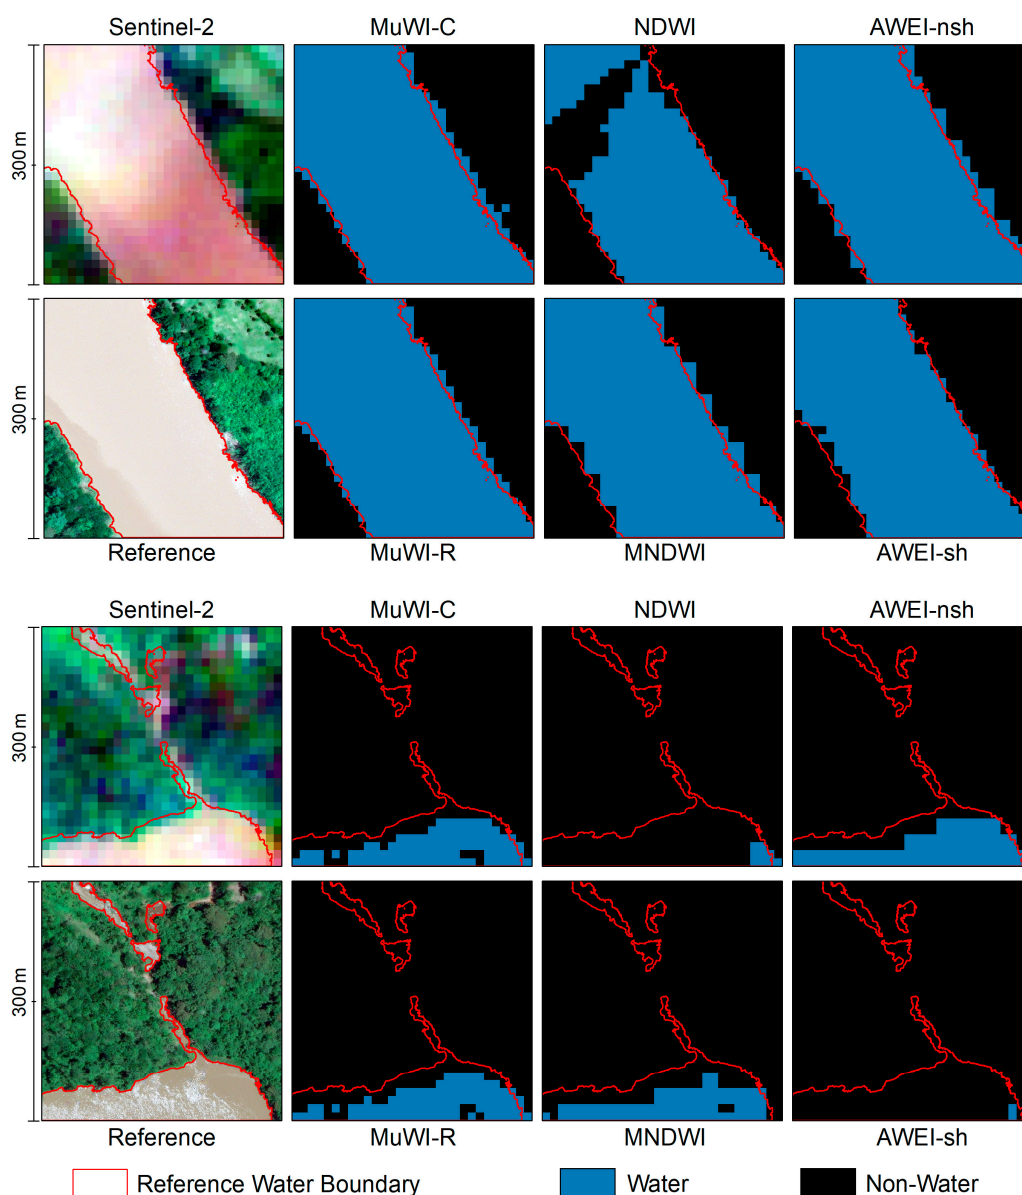 Sentinel-2 MuWI-C NDWI AWEI-nsh
300 m
300 m
Reference MuWI-R MNDWI AWEI-sh
Sentinel-2 MuWI-C NDWI AWEI-nsh
300 m
300 m
Reference MuWI-R MNDWI AWEI-sh
Reference Water Boundary Water Non-Water